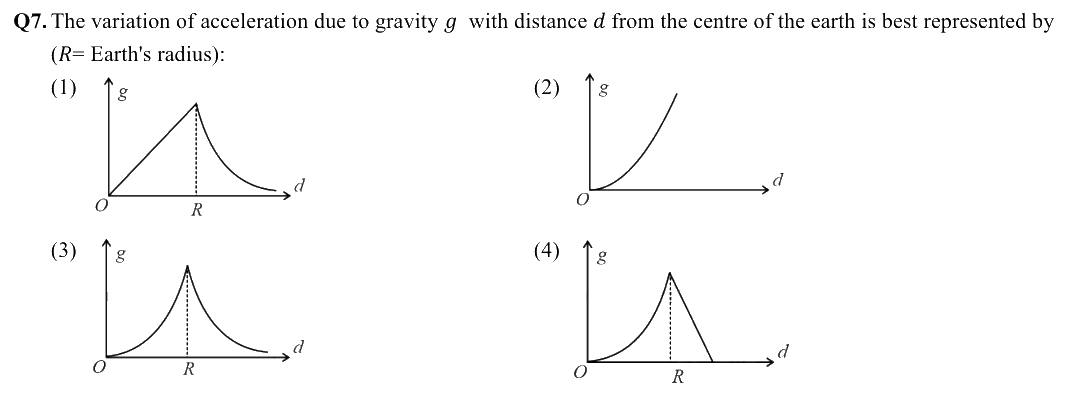 Q7. The variation of acceleration due to gravity g with distance d from the centre of the earth is best represented by
(R= Earth's radius):
(1) g d O R
(2) g d O
(3) g d O R
(4) g d O R